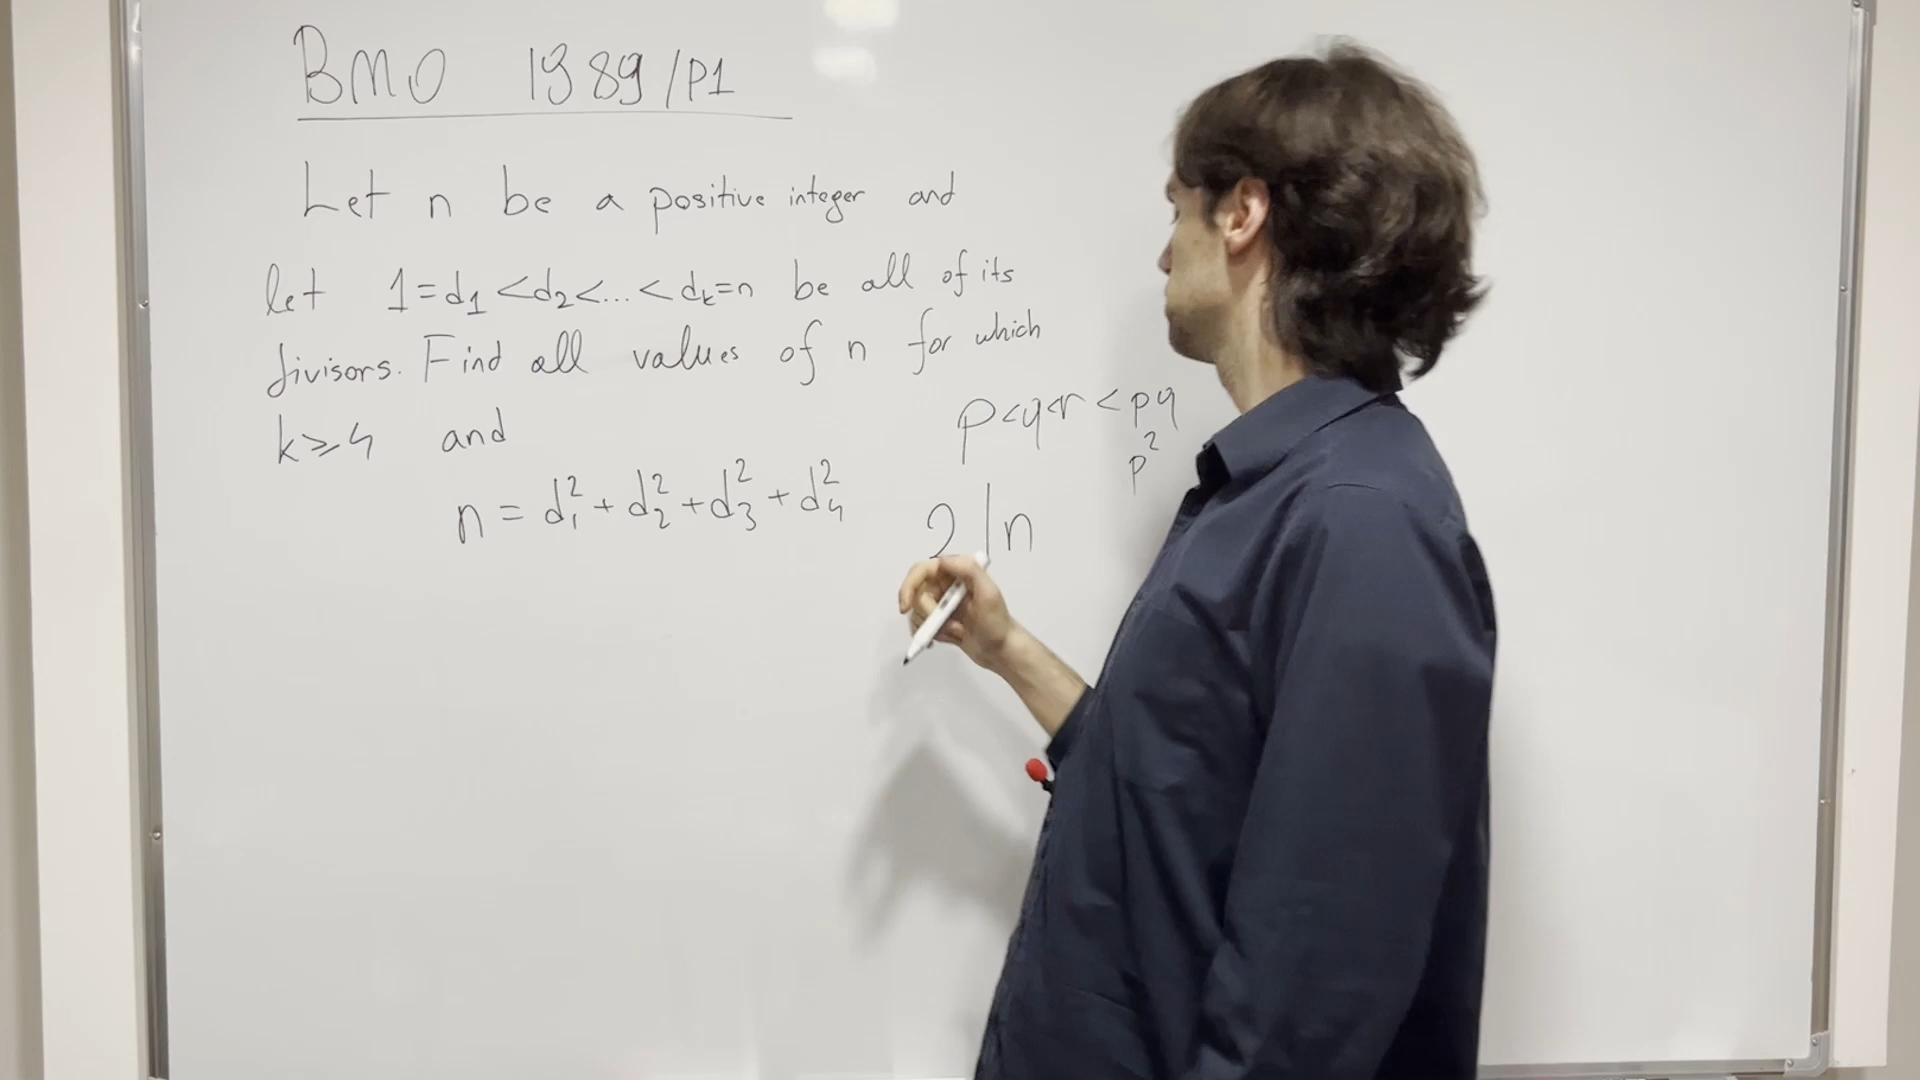 BMO 1989/P1
Let n be a positive integer and
let 1=d₁<d₂<...<dₖ=n be all of its
divisors. Find all values of n for which
k⩾4 and
p<q<r<pq
p²
n = d₁² + d₂² + d₃² + d₄²
2|n